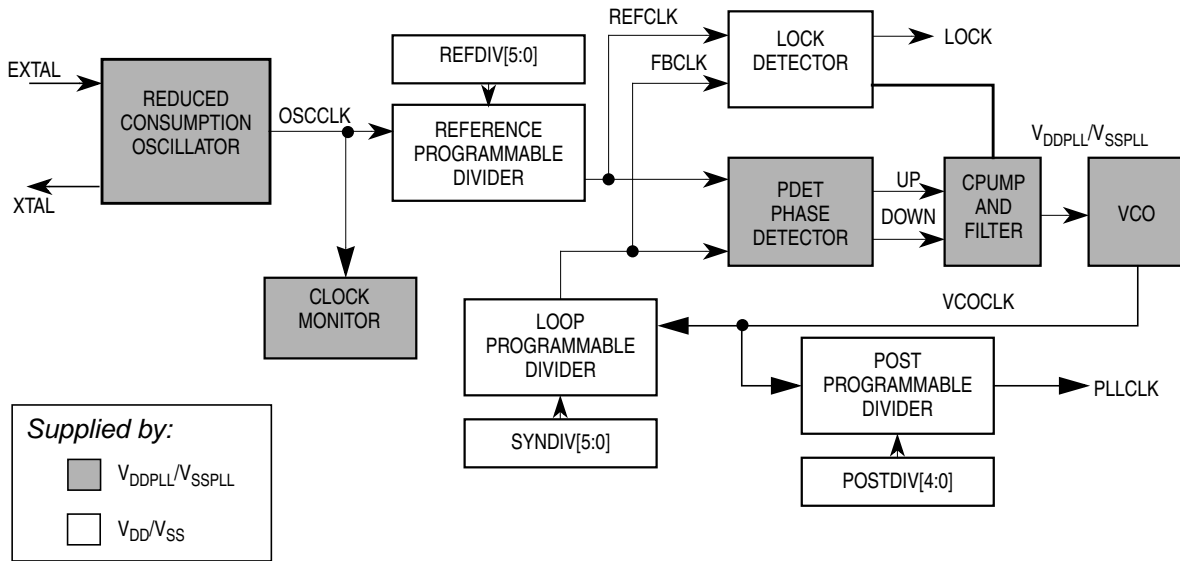 EXTAL
XTAL
REDUCED
CONSUMPTION
OSCILLATOR
OSCCLK
REFDIV[5:0]
REFERENCE
PROGRAMMABLE
DIVIDER
CLOCK
MONITOR
REFCLK
FBCLK
LOCK
DETECTOR
LOCK
PDET
PHASE
DETECTOR
UP
DOWN
CPUMP
AND
FILTER
VDDPLL/VSSPLL
VCO
VCOCLK
LOOP
PROGRAMMABLE
DIVIDER
SYNDIV[5:0]
POST
PROGRAMMABLE
DIVIDER
PLLCLK
POSTDIV[4:0]
Supplied by:
VDDPLL/VSSPLL
VDD/VSS